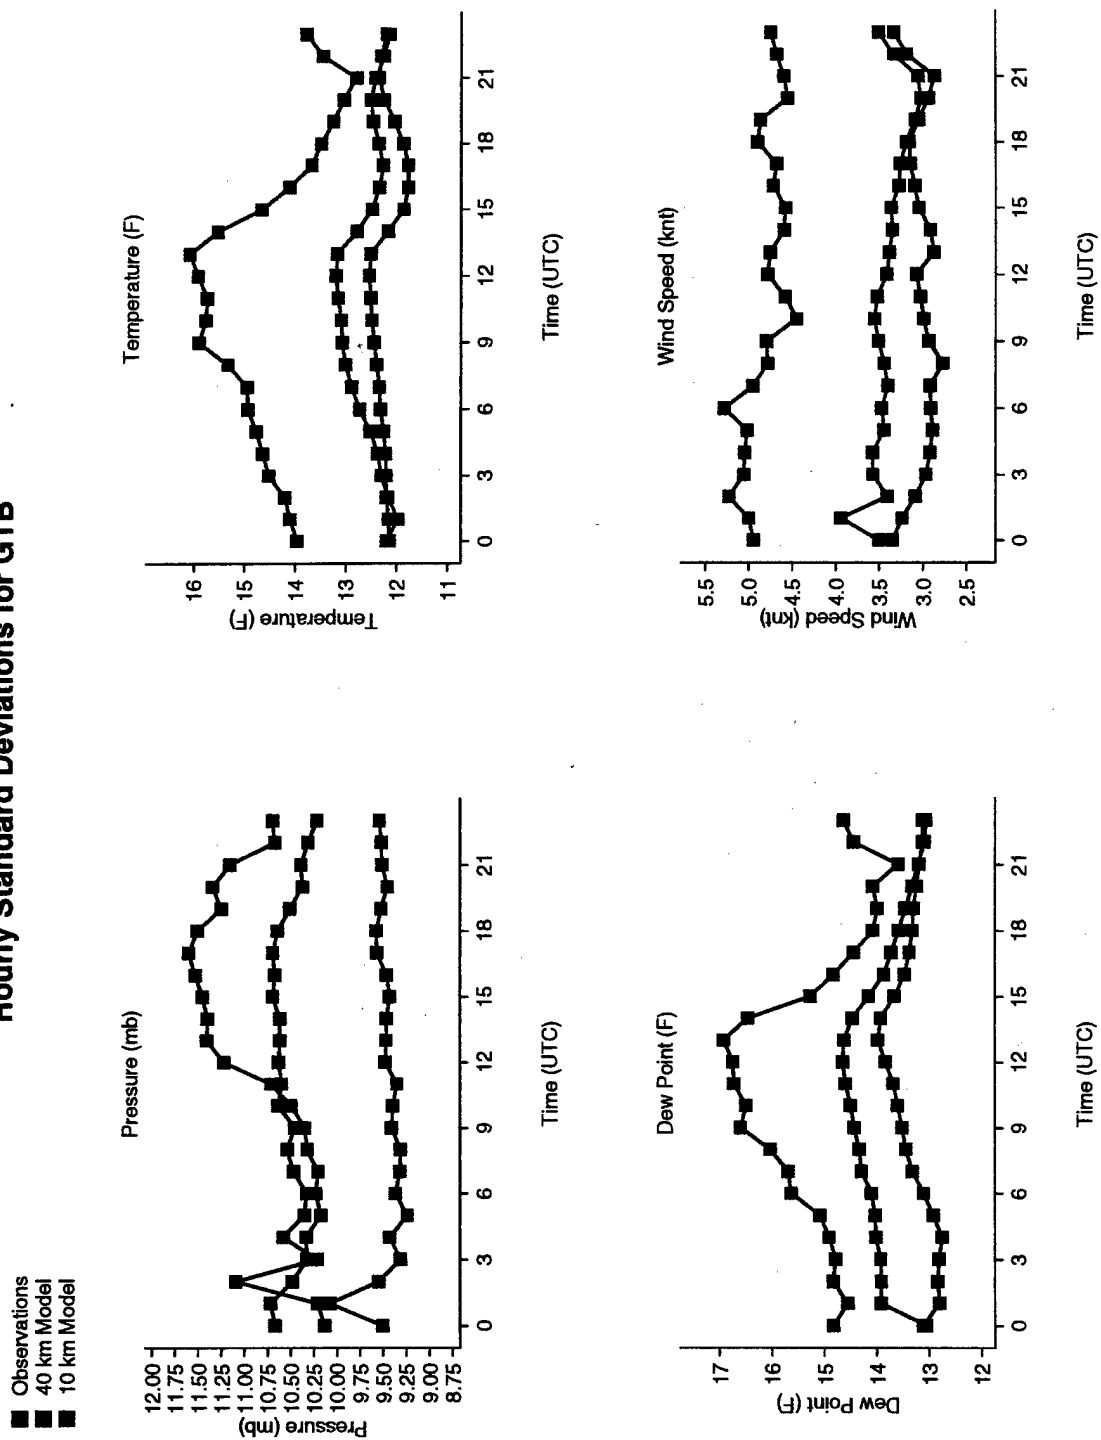 Hourly Standard Deviations for GTB
Observations
40 km Model
10 km Model
Pressure (mb)
Pressure (mb)
12.00
11.75
11.50
11.25
11.00
10.75
10.50
10.25
10.00
9.75
9.50
9.25
9.00
8.75
0 3 6 9 12 15 18 21
Time (UTC)
Temperature (F)
Temperature (F)
16
15
14
13
12
11
0 3 6 9 12 15 18 21
Time (UTC)
Dew Point (F)
Dew Point (F)
17
16
15
14
13
12
0 3 6 9 12 15 18 21
Time (UTC)
Wind Speed (knt)
Wind Speed (knt)
5.5
5.0
4.5
4.0
3.5
3.0
2.5
0 3 6 9 12 15 18 21
Time (UTC)